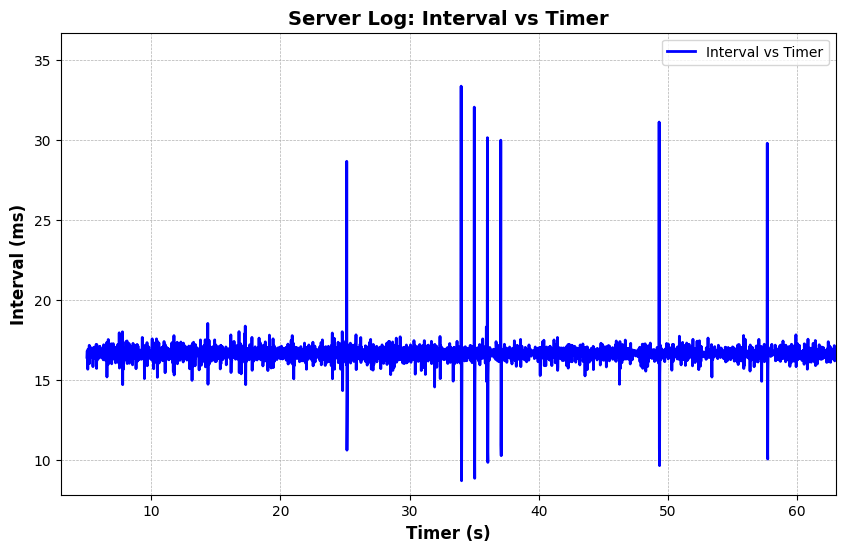 Server Log: Interval vs Timer
Interval vs Timer
35
30
25
20
15
10
Interval (ms)
10 20 30 40 50 60
Timer (s)